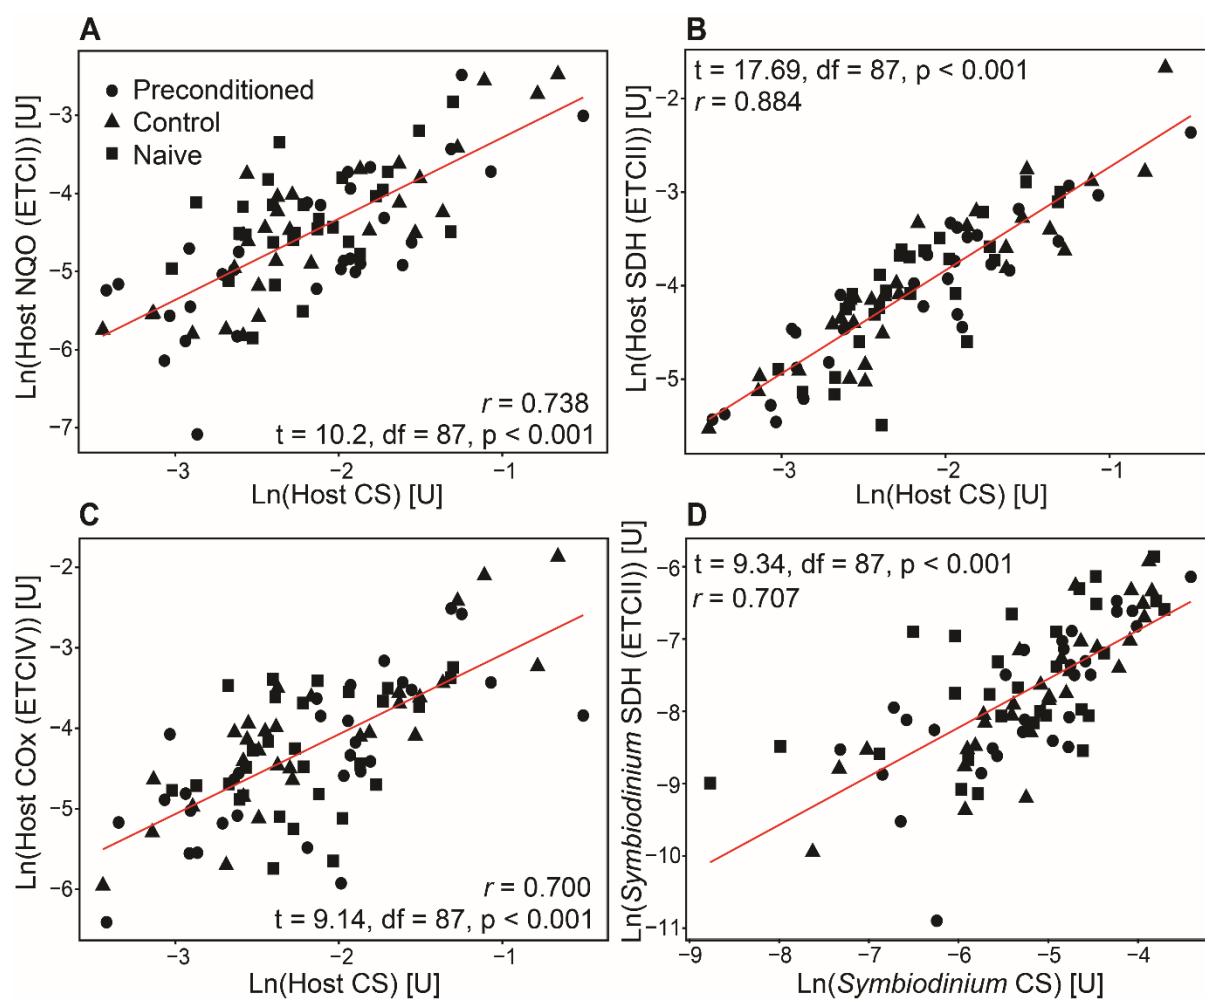 A
Preconditioned
Control
Naive
Ln(Host NQO (ETCI)) [U]
−3
−4
−5
−6
−7
r = 0.738
t = 10.2, df = 87, p < 0.001
−3 −2 −1
Ln(Host CS) [U]
B
t = 17.69, df = 87, p < 0.001
r = 0.884
Ln(Host SDH (ETCII)) [U]
−2
−3
−4
−5
−3 −2 −1
Ln(Host CS) [U]
C
Ln(Host COx (ETCIV)) [U]
−2
−3
−4
−5
−6
r = 0.700
t = 9.14, df = 87, p < 0.001
−3 −2 −1
Ln(Host CS) [U]
D
t = 9.34, df = 87, p < 0.001
r = 0.707
Ln(Symbiodinium SDH (ETCII)) [U]
−6
−7
−8
−9
−10
−11
−9 −8 −7 −6 −5 −4
Ln(Symbiodinium CS) [U]